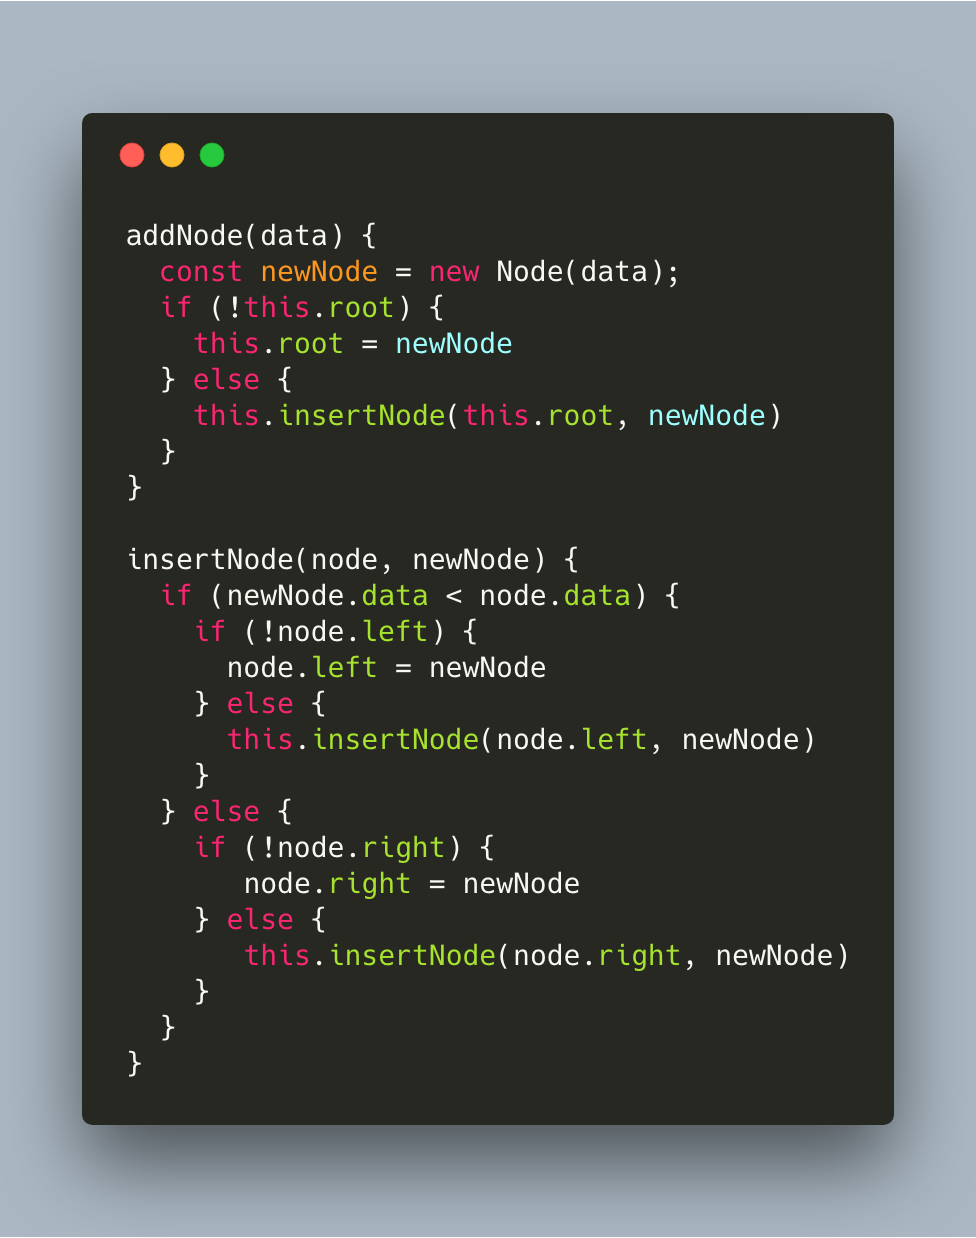 addNode(data) {
  const newNode = new Node(data);
  if (!this.root) {
    this.root = newNode
  } else {
    this.insertNode(this.root, newNode)
  }
}

insertNode(node, newNode) {
  if (newNode.data < node.data) {
    if (!node.left) {
      node.left = newNode
    } else {
      this.insertNode(node.left, newNode)
    }
  } else {
    if (!node.right) {
       node.right = newNode
    } else {
       this.insertNode(node.right, newNode)
    }
  }
}